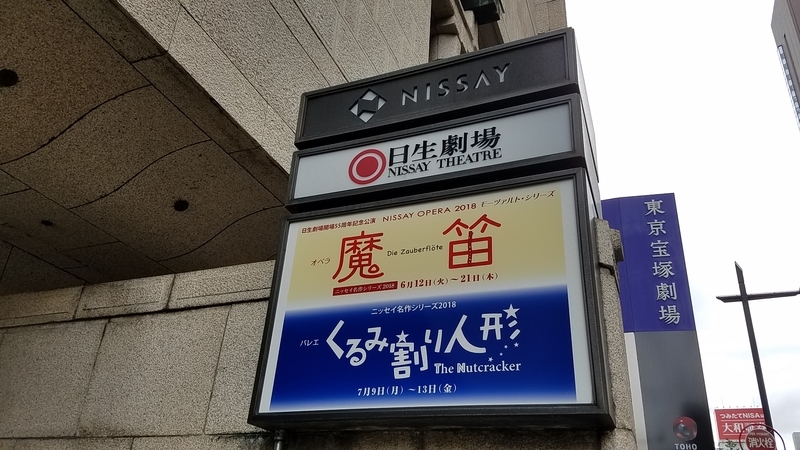 NISSAY
日生劇場
NISSAY THEATRE
日生劇場開場55周年記念公演 NISSAY OPERA 2018 モーツァルト・シリーズ
オペラ 魔笛 Die Zauberflöte
ニッセイ名作シリーズ2018 6月12日(火)～21日(木)
ニッセイ名作シリーズ2018
バレエ くるみ割り人形
The Nutcracker
7月9日(月)～13日(金)
東京宝塚劇場
TOHO
つみたてNISA
大和
消火栓